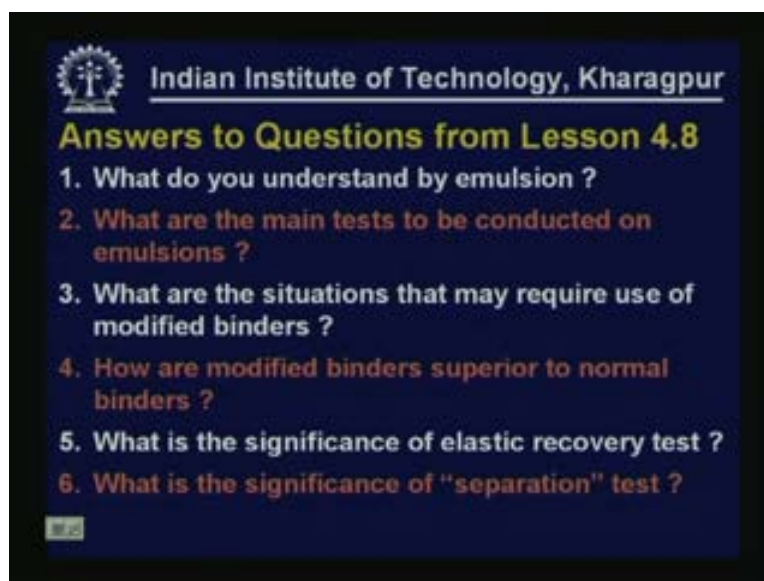 Indian Institute of Technology, Kharagpur
Answers to Questions from Lesson 4.8
1. What do you understand by emulsion ?
2. What are the main tests to be conducted on
emulsions ?
3. What are the situations that may require use of
modified binders ?
4. How are modified binders superior to normal
binders ?
5. What is the significance of elastic recovery test ?
6. What is the significance of “separation” test ?